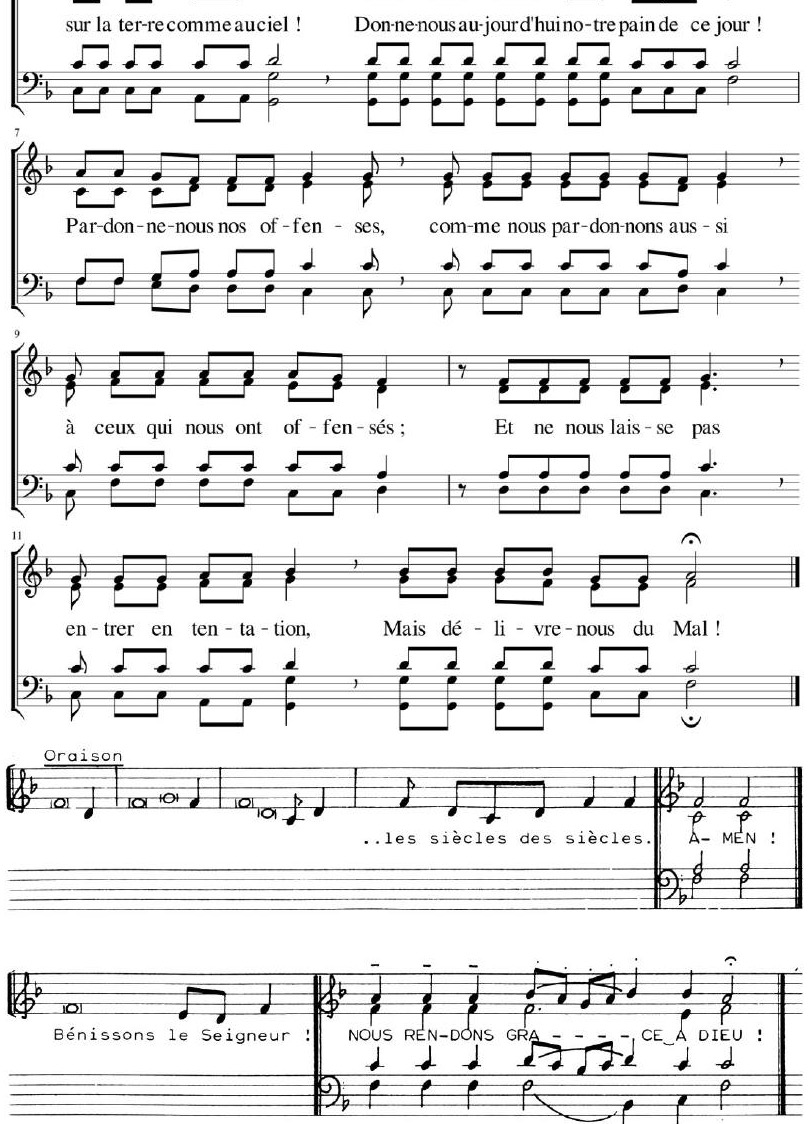 sur la ter-re comme au ciel ! Don-ne-nous au-jourd'hui no-tre pain de ce jour !
7
Par-don-ne-nous nos of-fen - ses, com-me nous par-don-nons aus-si
9
à ceux qui nous ont of-fen-sés ; Et ne nous lais-se pas
11
en-trer en ten-ta-tion, Mais dé-li-vre-nous du Mal !
Oraison
..les siècles des siècles. A- MEN !
Bénissons le Seigneur ! NOUS REN-DONS GRA - - - - CE A DIEU !